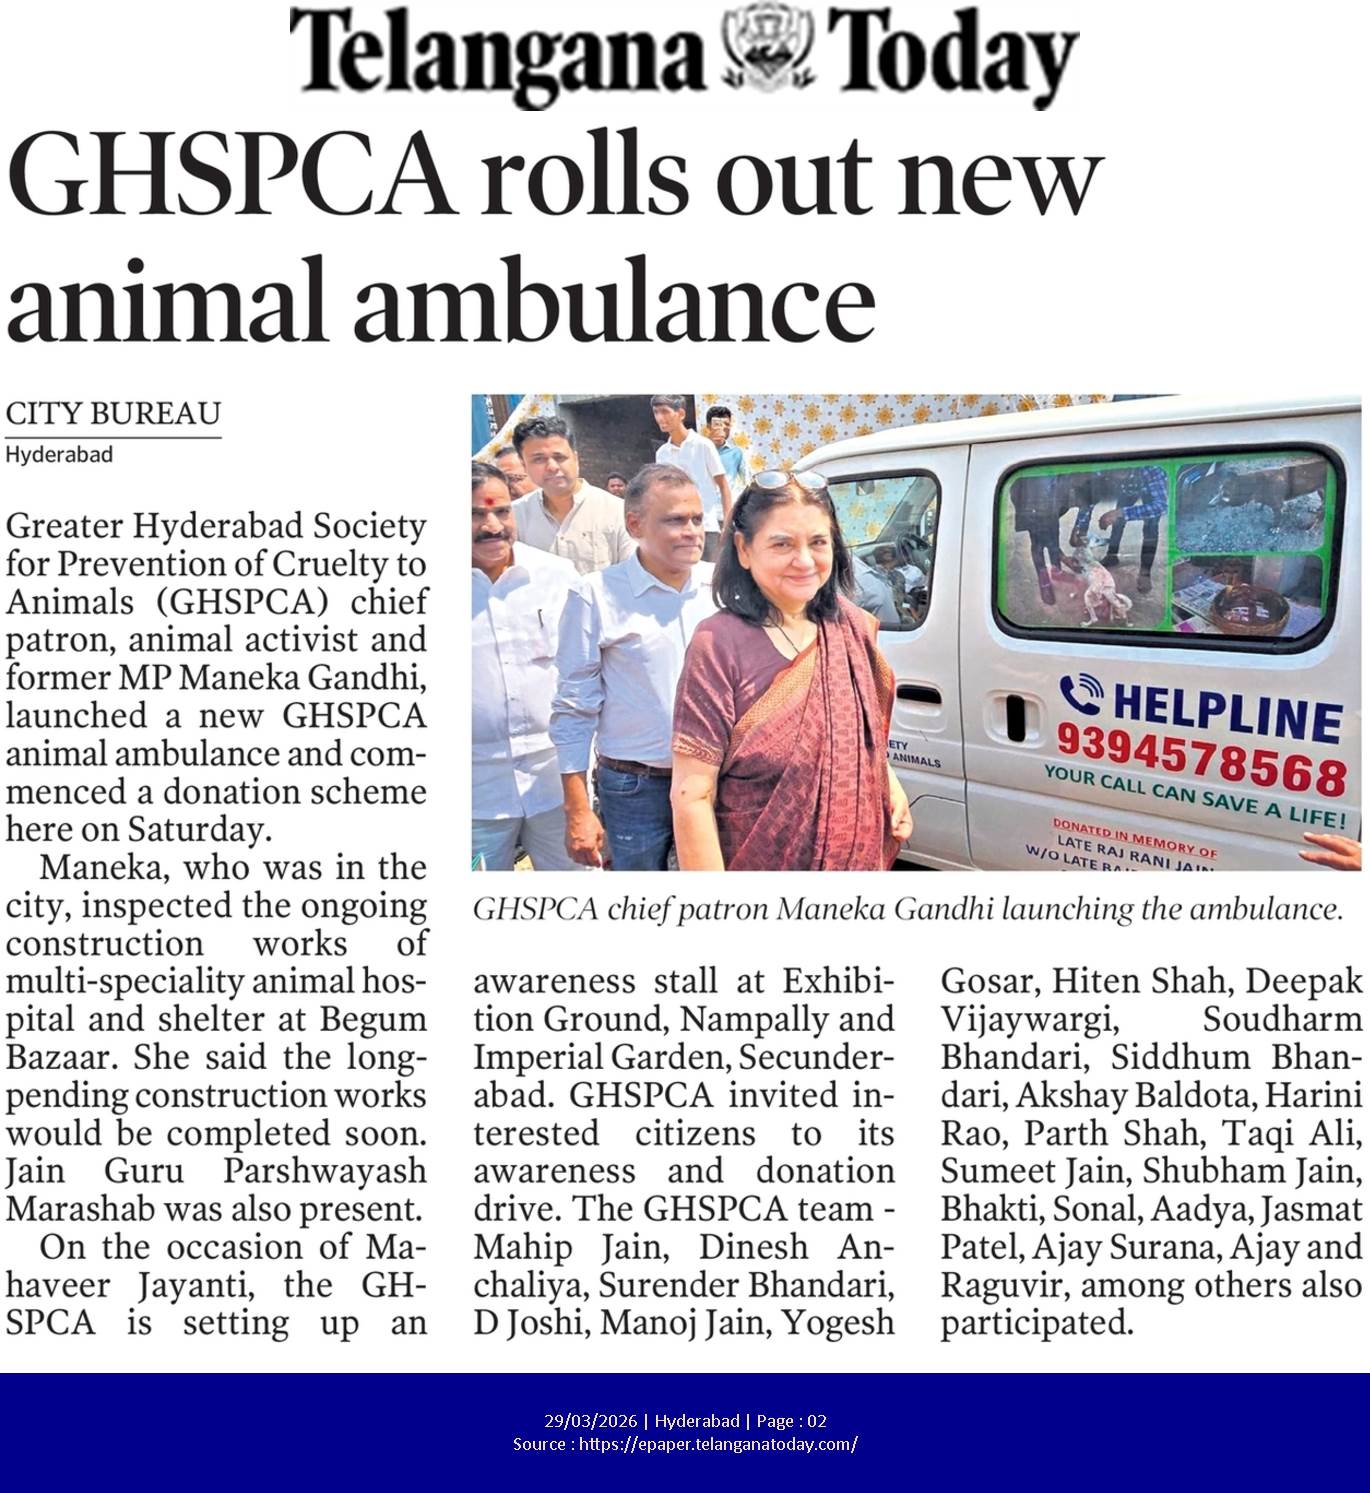 Telangana Today
GHSPCA rolls out new
animal ambulance
CITY BUREAU
Hyderabad
Greater Hyderabad Society
for Prevention of Cruelty to
Animals (GHSPCA) chief
patron, animal activist and
former MP Maneka Gandhi,
launched a new GHSPCA
animal ambulance and com-
menced a donation scheme
here on Saturday.
Maneka, who was in the
city, inspected the ongoing
construction works of
multi-speciality animal hos-
pital and shelter at Begum
Bazaar. She said the long-
pending construction works
would be completed soon.
Jain Guru Parshwayash
Marashab was also present.
On the occasion of Ma-
haveer Jayanti, the GH-
SPCA is setting up an
ETY
ANIMALS
HELPLINE
9394578568
YOUR CALL CAN SAVE A LIFE!
DONATED IN MEMORY OF
LATE RAJ RANI JAIN
W/O LATE
GHSPCA chief patron Maneka Gandhi launching the ambulance.
awareness stall at Exhibi-
tion Ground, Nampally and
Imperial Garden, Secunder-
abad. GHSPCA invited in-
terested citizens to its
awareness and donation
drive. The GHSPCA team -
Mahip Jain, Dinesh An-
chaliya, Surender Bhandari,
D Joshi, Manoj Jain, Yogesh
Gosar, Hiten Shah, Deepak
Vijaywargi, Soudharm
Bhandari, Siddhum Bhan-
dari, Akshay Baldota, Harini
Rao, Parth Shah, Taqi Ali,
Sumeet Jain, Shubham Jain,
Bhakti, Sonal, Aadya, Jasmat
Patel, Ajay Surana, Ajay and
Raguvir, among others also
participated.
29/03/2026 | Hyderabad | Page : 02
Source : https://epaper.telanganatoday.com/